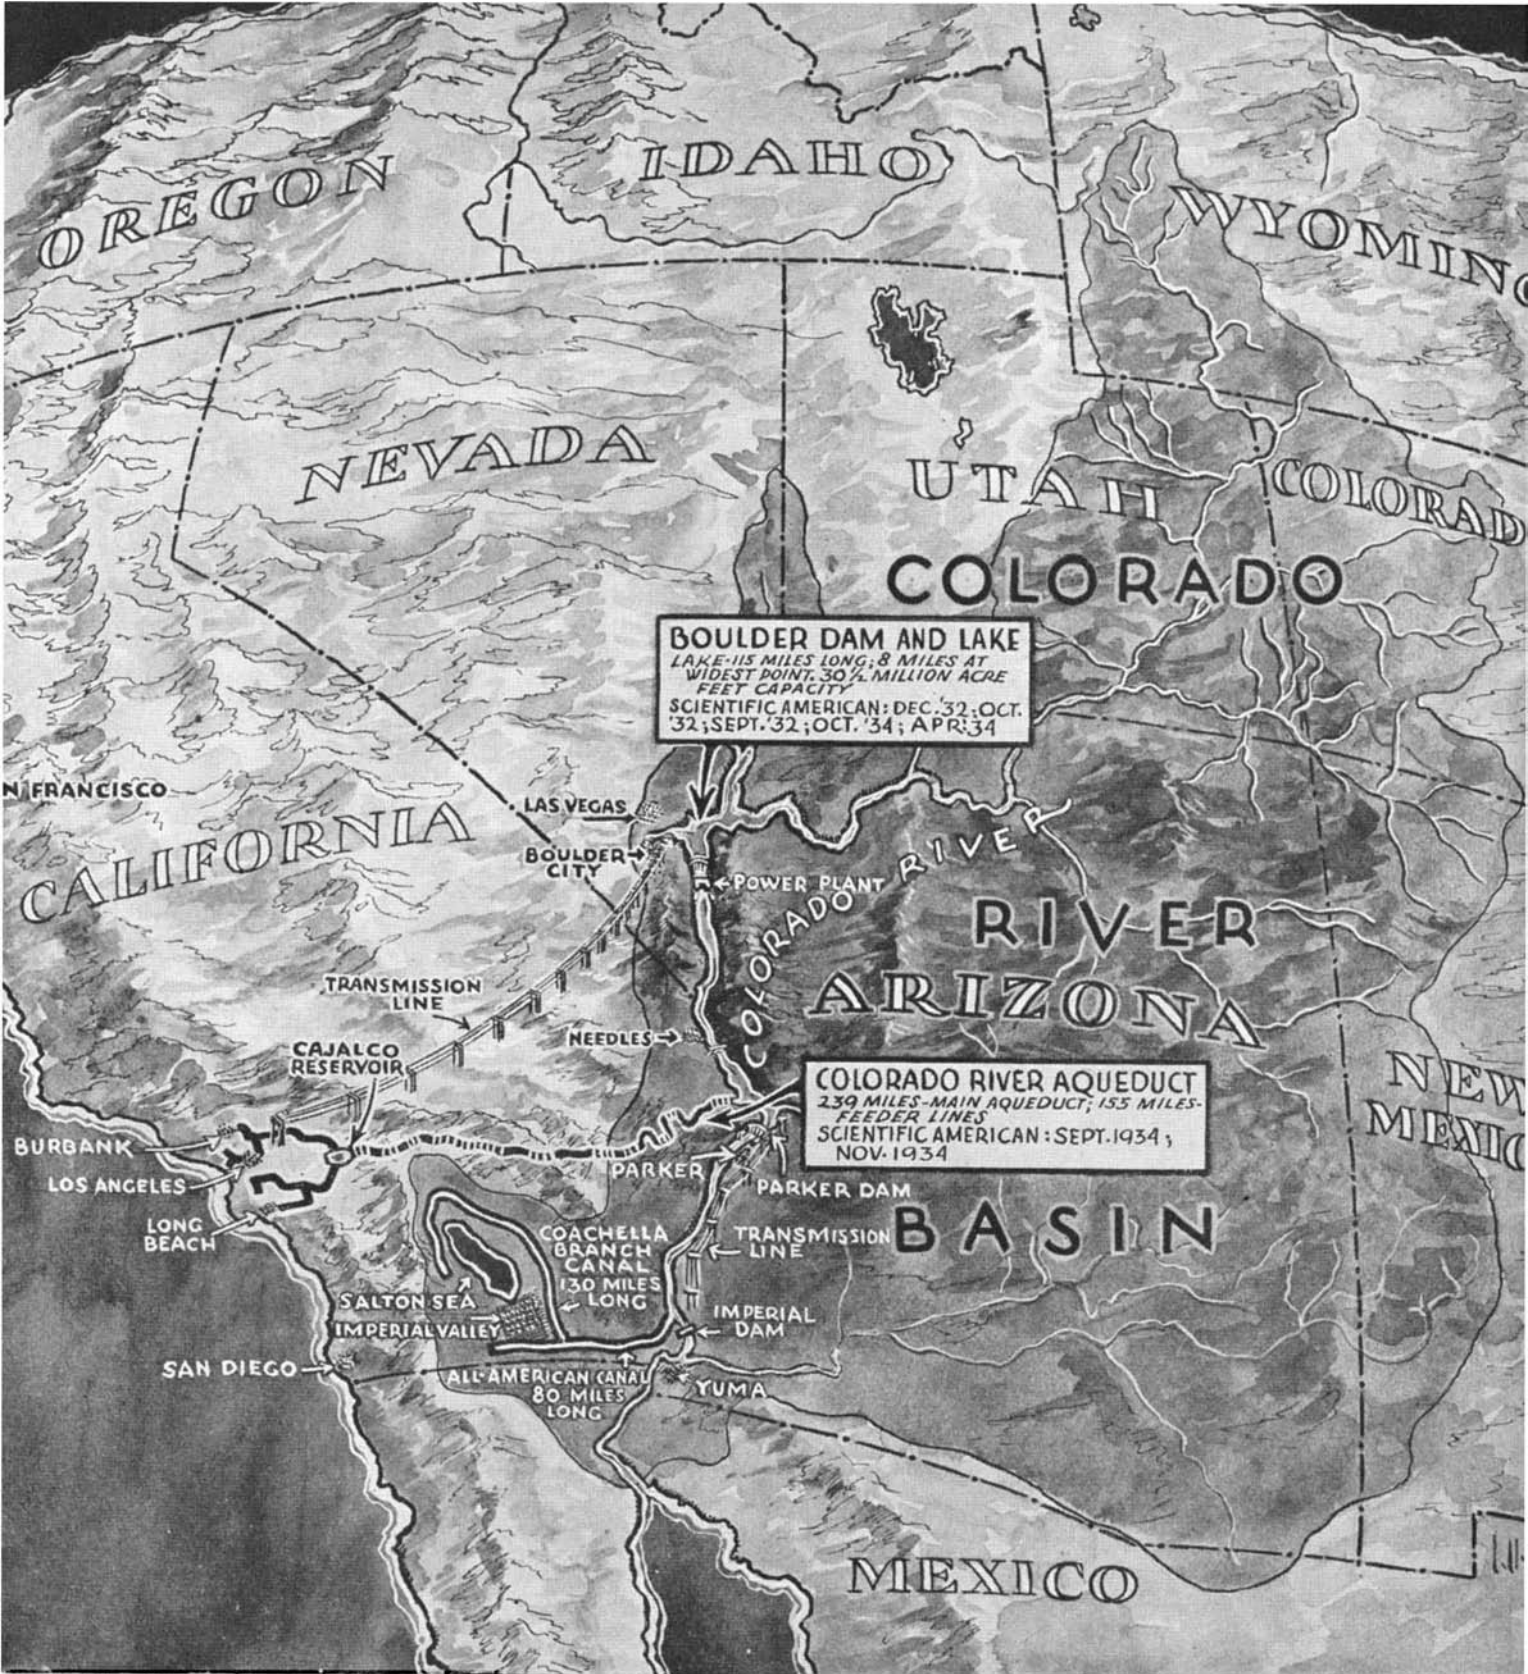 OREGON
IDAHO
WYOMING
NEVADA
UTAH
COLORAD
COLORADO
BOULDER DAM AND LAKE
LAKE-115 MILES LONG; 8 MILES AT
WIDEST POINT. 30½ MILLION ACRE
FEET CAPACITY
SCIENTIFIC AMERICAN: DEC. '32; OCT.
'32; SEPT. '32; OCT. '34; APR. '34
N FRANCISCO
CALIFORNIA
LAS VEGAS
BOULDER
CITY
POWER PLANT
COLORADO RIVER
RIVER
ARIZONA
TRANSMISSION
LINE
NEEDLES
CAJALCO
RESERVOIR
COLORADO RIVER AQUEDUCT
239 MILES-MAIN AQUEDUCT; 155 MILES-
FEEDER LINES
SCIENTIFIC AMERICAN: SEPT. 1934;
NOV. 1934
NEW
MEXIC
BURBANK
LOS ANGELES
LONG
BEACH
PARKER
PARKER DAM
BASIN
COACHELLA
BRANCH
CANAL
130 MILES
LONG
TRANSMISSION
LINE
SALTON SEA
IMPERIAL VALLEY
IMPERIAL
DAM
SAN DIEGO
ALL-AMERICAN CANAL
80 MILES
LONG
YUMA
MEXICO